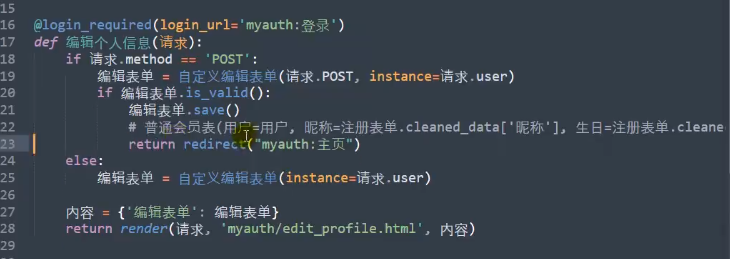 15
16 @login_required(login_url='myauth:登录')
17 def 编辑个人信息(请求):
18 if 请求.method == 'POST':
19 编辑表单 = 自定义编辑表单(请求.POST, instance=请求.user)
20 if 编辑表单.is_valid():
21 编辑表单.save()
22 # 普通会员表(用户=用户, 昵称=注册表单.cleaned_data['昵称'], 生日=注册表单.cleane
23 return redirect("myauth:主页")
24 else:
25 编辑表单 = 自定义编辑表单(instance=请求.user)
26
27 内容 = {'编辑表单': 编辑表单}
28 return render(请求, 'myauth/edit_profile.html', 内容)
29